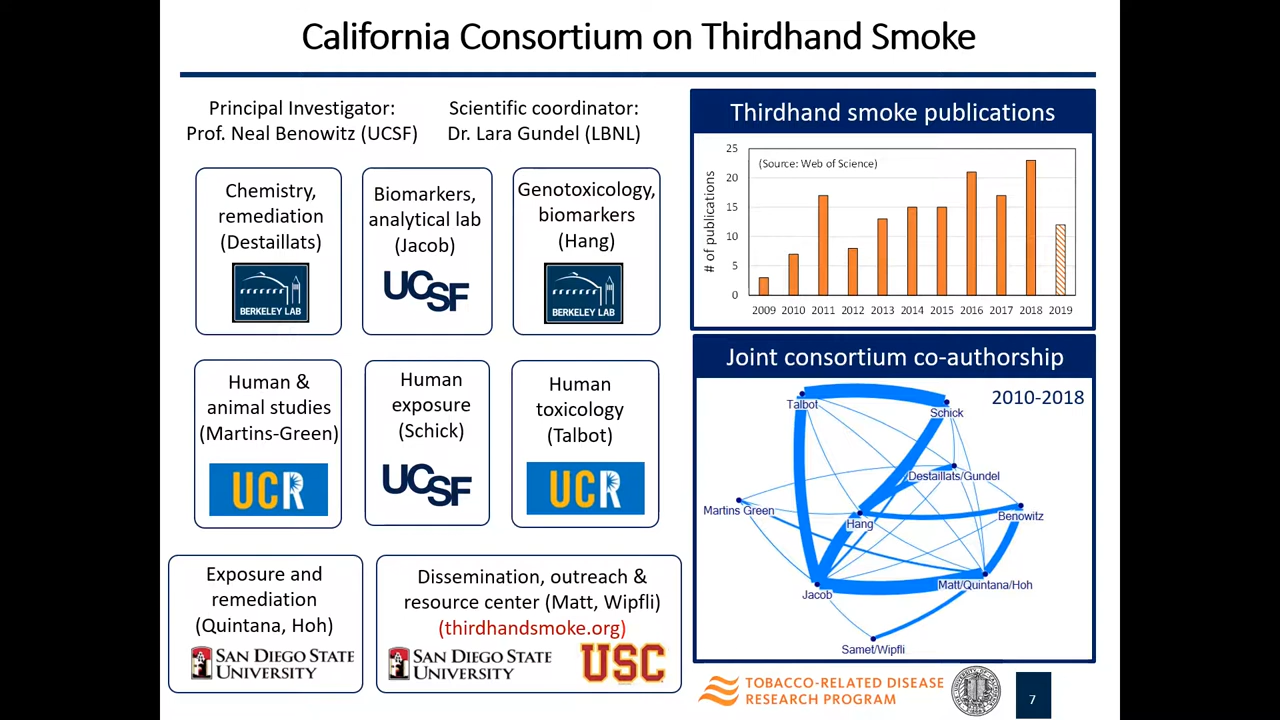 California Consortium on Thirdhand Smoke
Principal Investigator:
Prof. Neal Benowitz (UCSF)
Scientific coordinator:
Dr. Lara Gundel (LBNL)
Chemistry,
remediation
(Destaillats)
BERKELEY LAB
Biomarkers,
analytical lab
(Jacob)
UCSF
Genotoxicology,
biomarkers
(Hang)
BERKELEY LAB
Human &
animal studies
(Martins-Green)
UCR
Human
exposure
(Schick)
UCSF
Human
toxicology
(Talbot)
UCR
Exposure and
remediation
(Quintana, Hoh)
SAN DIEGO STATE
UNIVERSITY
Dissemination, outreach &
resource center (Matt, Wipfli)
(thirdhandsmoke.org)
SAN DIEGO STATE
UNIVERSITY
USC
Thirdhand smoke publications
(Source: Web of Science)
# of publications
25
20
15
10
5
0
2009 2010 2011 2012 2013 2014 2015 2016 2017 2018 2019
Joint consortium co-authorship
2010-2018
Talbot
Schick
Destaillats/Gundel
Martins Green
Hang
Benowitz
Jacob
Matt/Quintana/Hoh
Samet/Wipfli
TOBACCO-RELATED DISEASE
RESEARCH PROGRAM
7